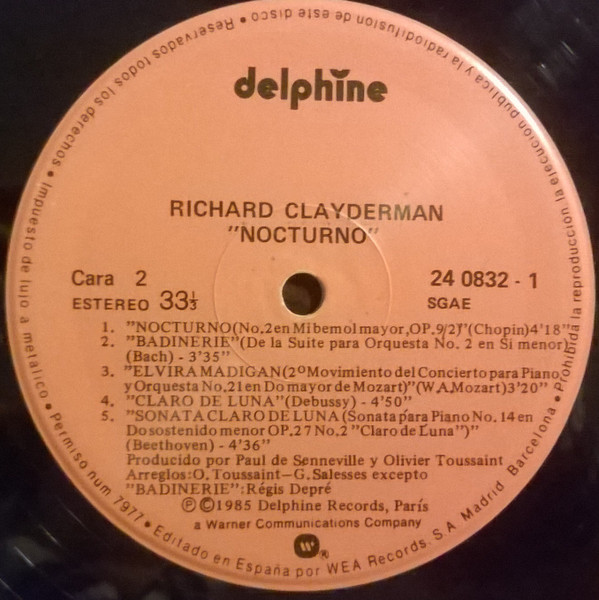 delphine
RICHARD CLAYDERMAN
"NOCTURNO"
Cara 2
ESTEREO 33⅓
24 0832 - 1
SGAE
1. "NOCTURNO(No.2 en Mi bemol mayor,OP.9/2)"(Chopin)4'18"
2. "BADINERIE"(De la Suite para Orquesta No. 2 en Si menor)
(Bach) - 3'35"
3. "ELVIRA MADIGAN (2º Movimiento del Concierto para Piano
y Orquesta No.21 en Do mayor de Mozart)"(W.A.Mozart)3'20"
4. "CLARO DE LUNA"(Debussy) - 4'50"
5. "SONATA CLARO DE LUNA (Sonata para Piano No. 14 en
Do sostenido menor OP.27 No.2 "Claro de Luna")"
(Beethoven) - 4'36"
Producido por Paul de Senneville y Olivier Toussaint
Arreglos:O. Toussaint—G. Salesses excepto
"BADINERIE":Régis Depré
Ⓟ©1985 Delphine Records, París
a Warner Communications Company
W®
Reservados todos los derechos • Impuesto de lujo a metálico • Permiso num 7977 • Editado en España por WEA Records, S.A. Madrid, Barcelona • Prohibida la reproducción la ejecución pública y la radiodifusión de este disco •